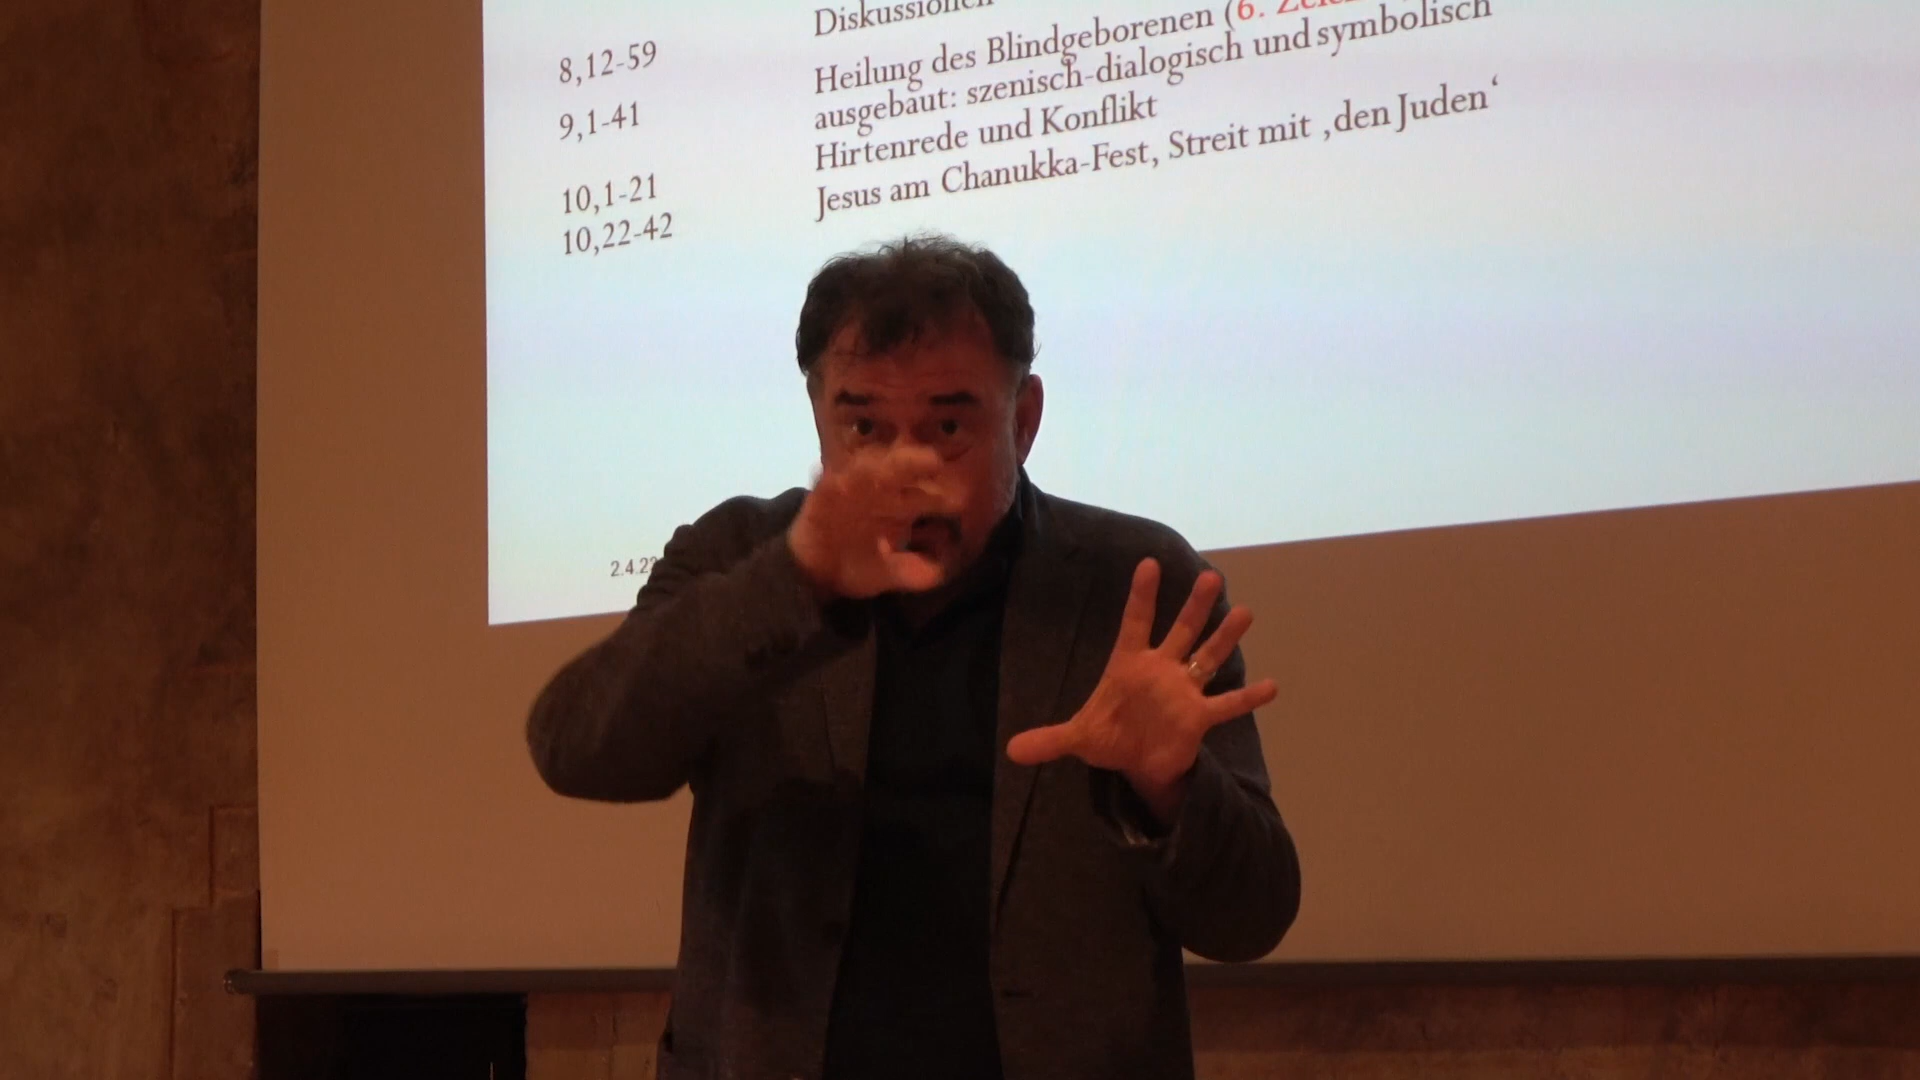 Diskussionen
8,12-59
Heilung des Blindgeborenen (6.
9,1-41
ausgebaut: szenisch-dialogisch und symbolisch
Hirtenrede und Konflikt
10,1-21
Jesus am Chanukka-Fest, Streit mit ‚den Juden‘
10,22-42